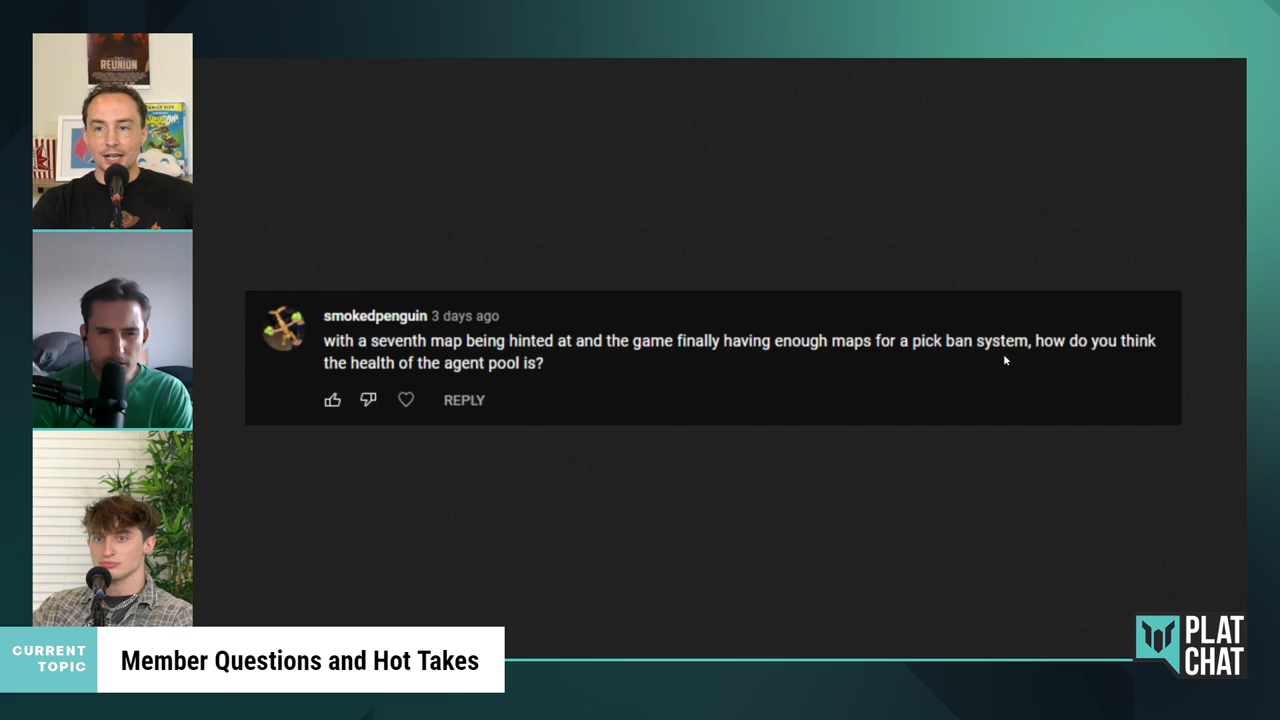 REUNION
FAMILY SIZE
smokedpenguin 3 days ago
with a seventh map being hinted at and the game finally having enough maps for a pick ban system, how do you think
the health of the agent pool is?
REPLY
CURRENT
TOPIC
Member Questions and Hot Takes
PLAT
CHAT